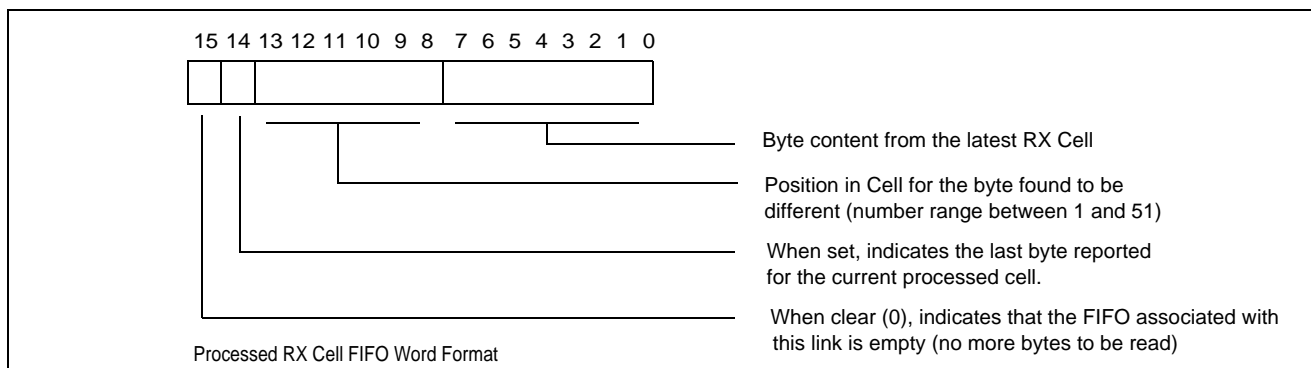 15 14 13 12 11 10 9 8 7 6 5 4 3 2 1 0
Byte content from the latest RX Cell
Position in Cell for the byte found to be
different (number range between 1 and 51)
When set, indicates the last byte reported
for the current processed cell.
When clear (0), indicates that the FIFO associated with
this link is empty (no more bytes to be read)
Processed RX Cell FIFO Word Format